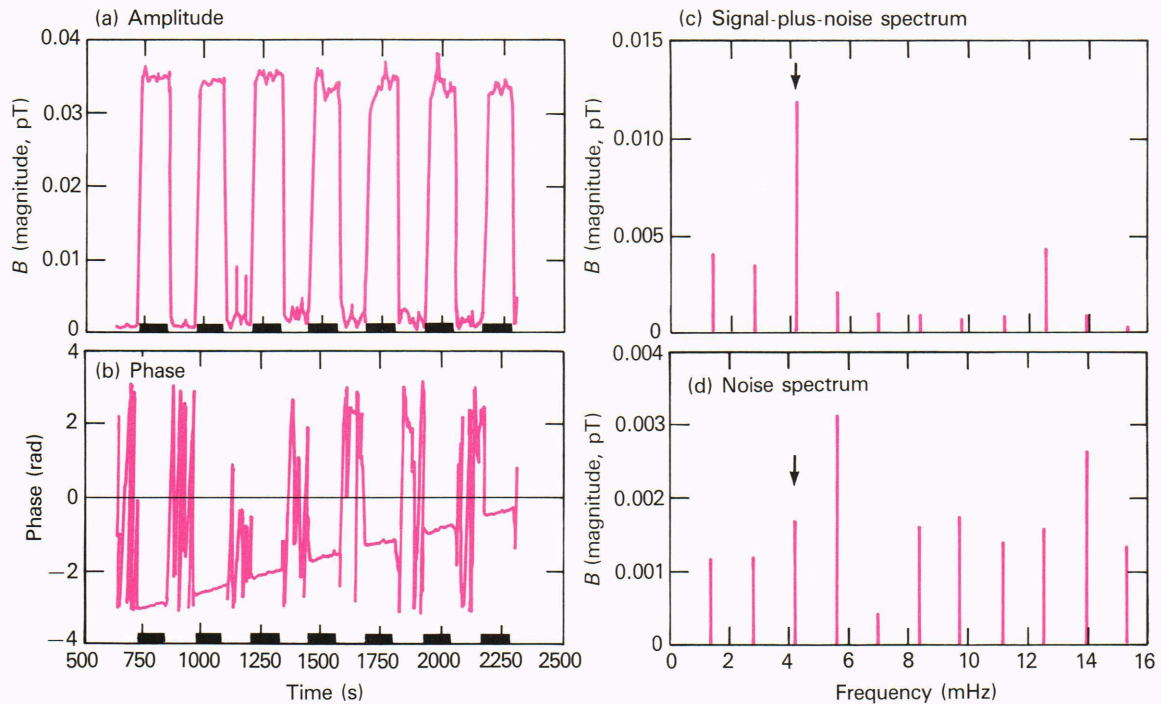 (a) Amplitude
0.04
0.03
0.02
0.01
0
B (magnitude, pT)
(b) Phase
4
2
0
−2
−4
Phase (rad)
500 750 1000 1250 1500 1750 2000 2250 2500
Time (s)
(c) Signal-plus-noise spectrum
0.015
0.010
0.005
0
B (magnitude, pT)
(d) Noise spectrum
0.004
0.003
0.002
0.001
0
B (magnitude, pT)
0 2 4 6 8 10 12 14 16
Frequency (mHz)